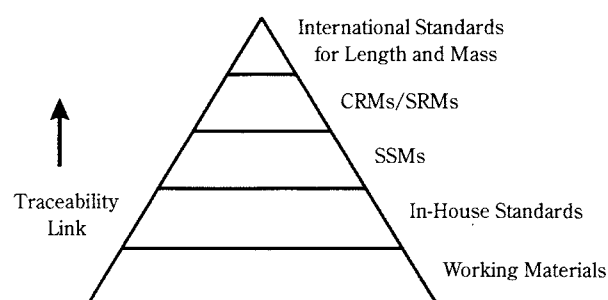 International Standards
for Length and Mass
CRMs/SRMs
SSMs
Traceability
Link
In-House Standards
Working Materials